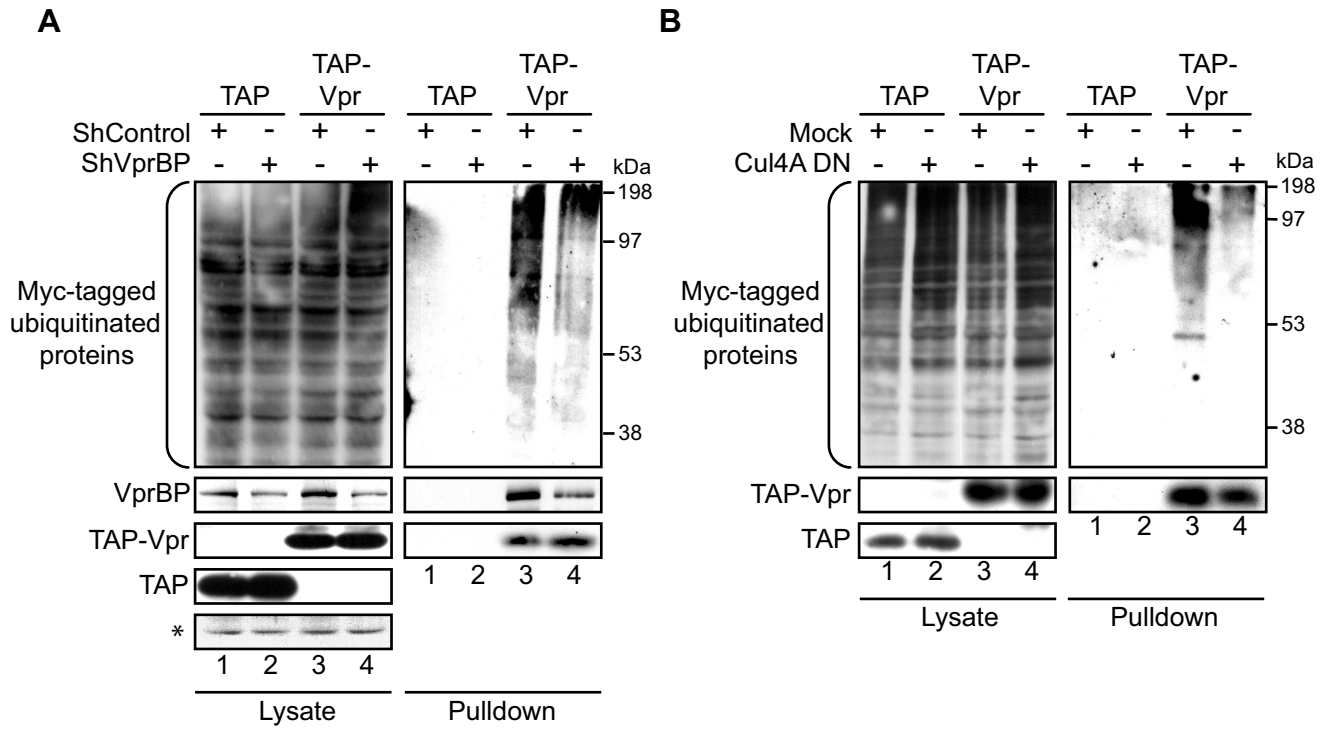 A
TAP TAP-Vpr TAP TAP-Vpr
ShControl + - + - + - + -
ShVprBP - + - + - + - + kDa
Myc-tagged ubiquitinated proteins
198
97
53
38
VprBP
TAP-Vpr
TAP
*
1 2 3 4
1 2 3 4
Lysate Pulldown
B
TAP TAP-Vpr TAP TAP-Vpr
Mock + - + - + - + -
Cul4A DN - + - + - + - + kDa
Myc-tagged ubiquitinated proteins
198
97
53
38
TAP-Vpr
TAP
1 2 3 4
1 2 3 4
Lysate Pulldown